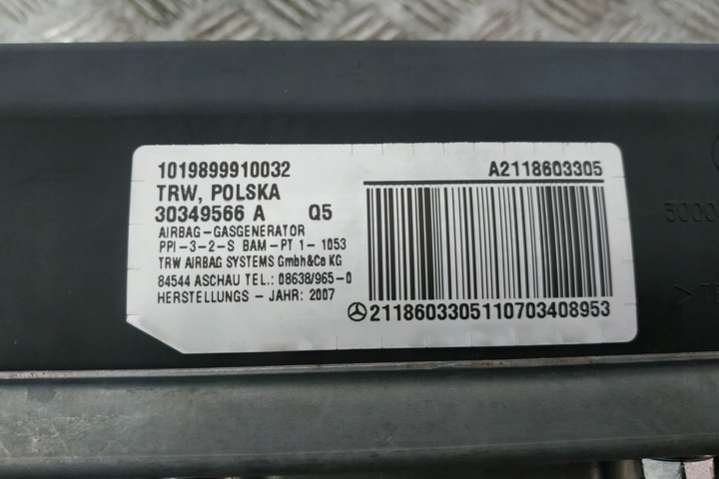 1019899910032
A2118603305
TRW, POLSKA
30349566 A Q5
AIRBAG-GASGENERATOR
PPI-3-2-S BAM-PT 1- 1053
TRW AIRBAG SYSTEMS GmbH&Co KG
84544 ASCHAU TEL.: 08638/965-0
HERSTELLUNGS - JAHR: 2007
2118603305110703408953